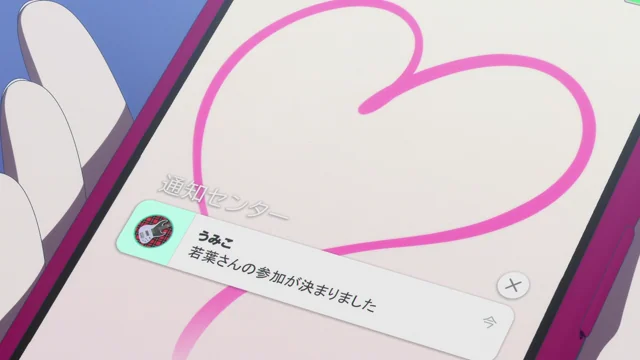 通知センター
うみこ
若葉さんの参加が決まりました
今